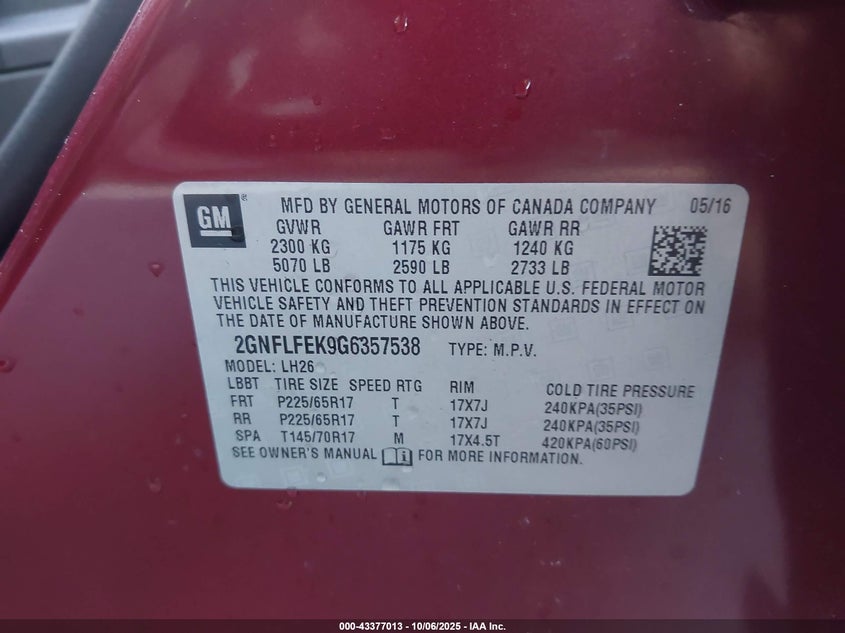 GM
®
MFD BY GENERAL MOTORS OF CANADA COMPANY 05/16
GVWR GAWR FRT GAWR RR
2300 KG 1175 KG 1240 KG
5070 LB 2590 LB 2733 LB
THIS VEHICLE CONFORMS TO ALL APPLICABLE U.S. FEDERAL MOTOR
VEHICLE SAFETY AND THEFT PREVENTION STANDARDS IN EFFECT ON
THE DATE OF MANUFACTURE SHOWN ABOVE.
2GNFLFEK9G6357538 TYPE: M.P.V.
MODEL: LH26
LBBT TIRE SIZE SPEED RTG RIM COLD TIRE PRESSURE
FRT P225/65R17 T 17X7J 240KPA(35PSI)
RR P225/65R17 T 17X7J 240KPA(35PSI)
SPA T145/70R17 M 17X4.5T 420KPA(60PSI)
SEE OWNER'S MANUAL i FOR MORE INFORMATION.
000-43377013 - 10/06/2025 - IAA Inc.